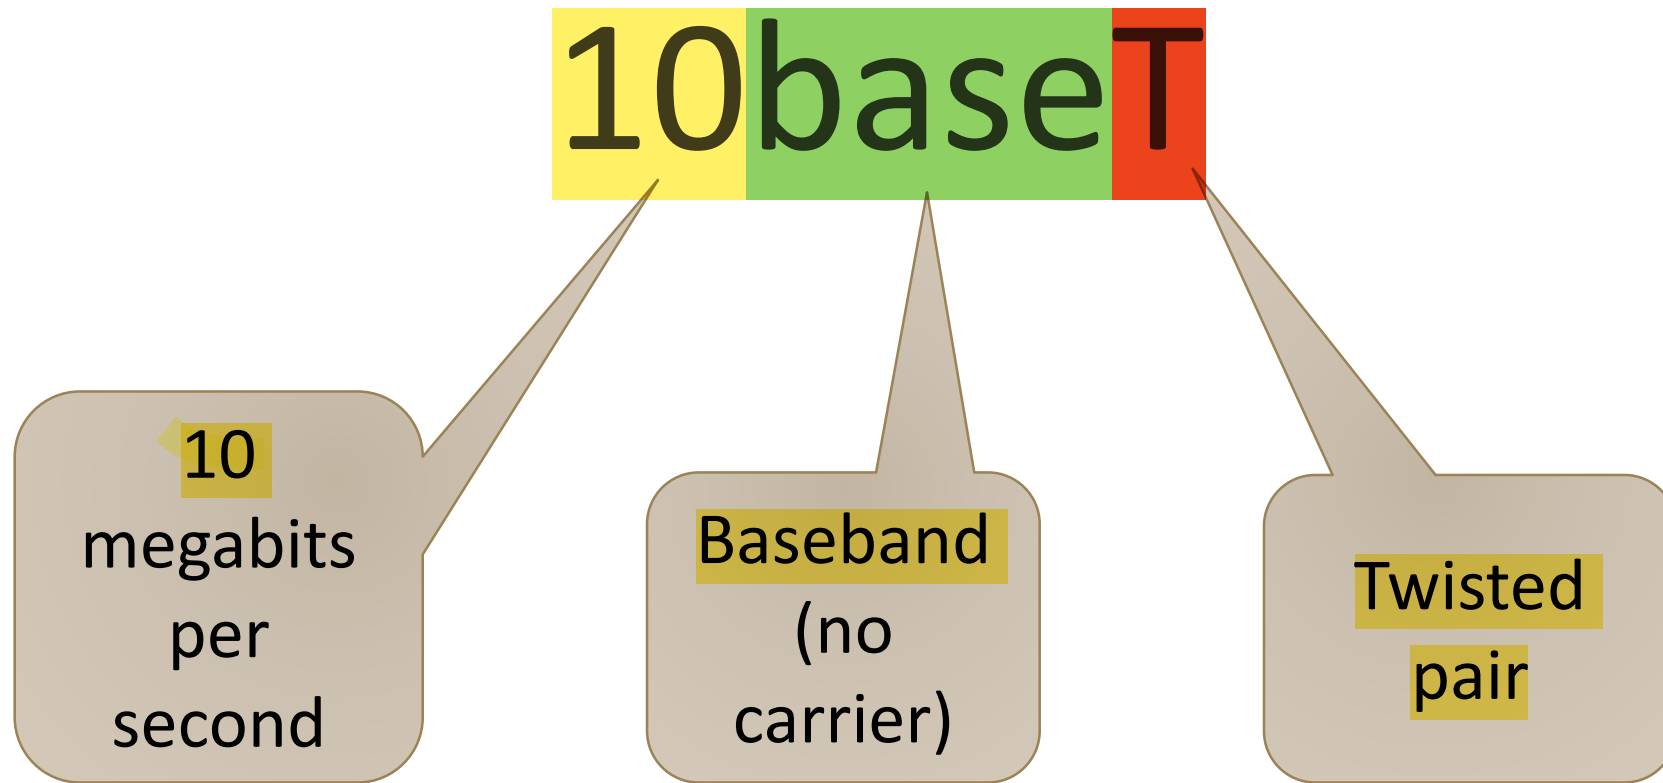 10baseT
10
megabits
per
second
Baseband
(no
carrier)
Twisted
pair